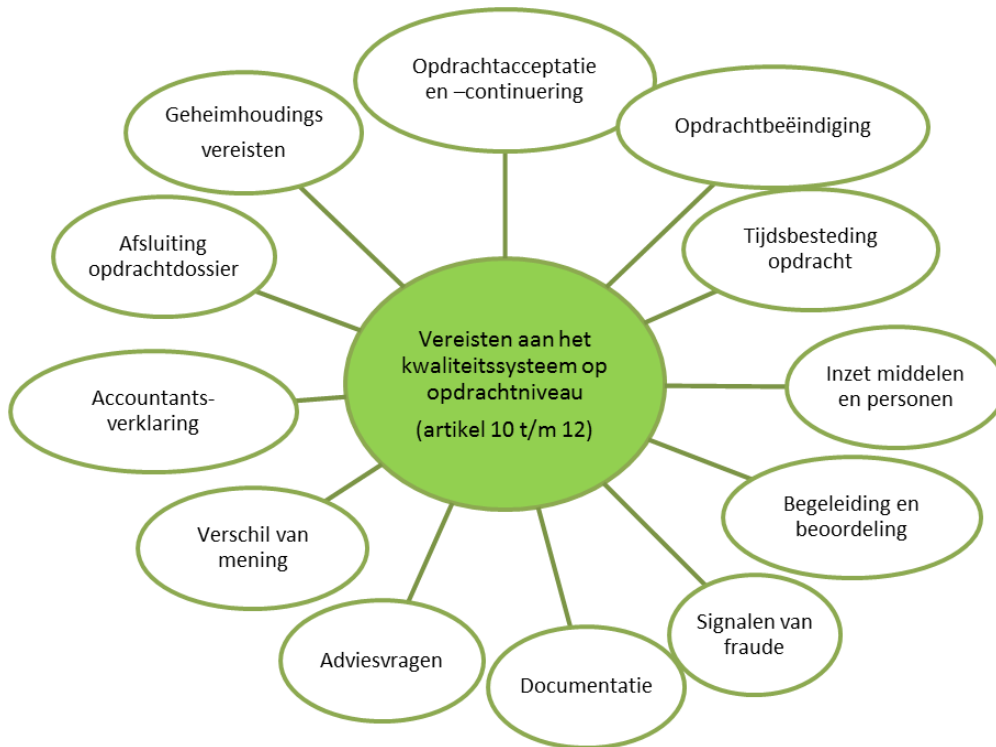 Opdrachtacceptatie
en –continuering
Opdrachtbeëindiging
Tijdsbesteding
opdracht
Inzet middelen
en personen
Begeleiding en
beoordeling
Signalen van
fraude
Documentatie
Adviesvragen
Verschil van
mening
Accountants-
verklaring
Afsluiting
opdrachtdossier
Geheimhoudings
vereisten
Vereisten aan het
kwaliteitssysteem op
opdrachtniveau
(artikel 10 t/m 12)